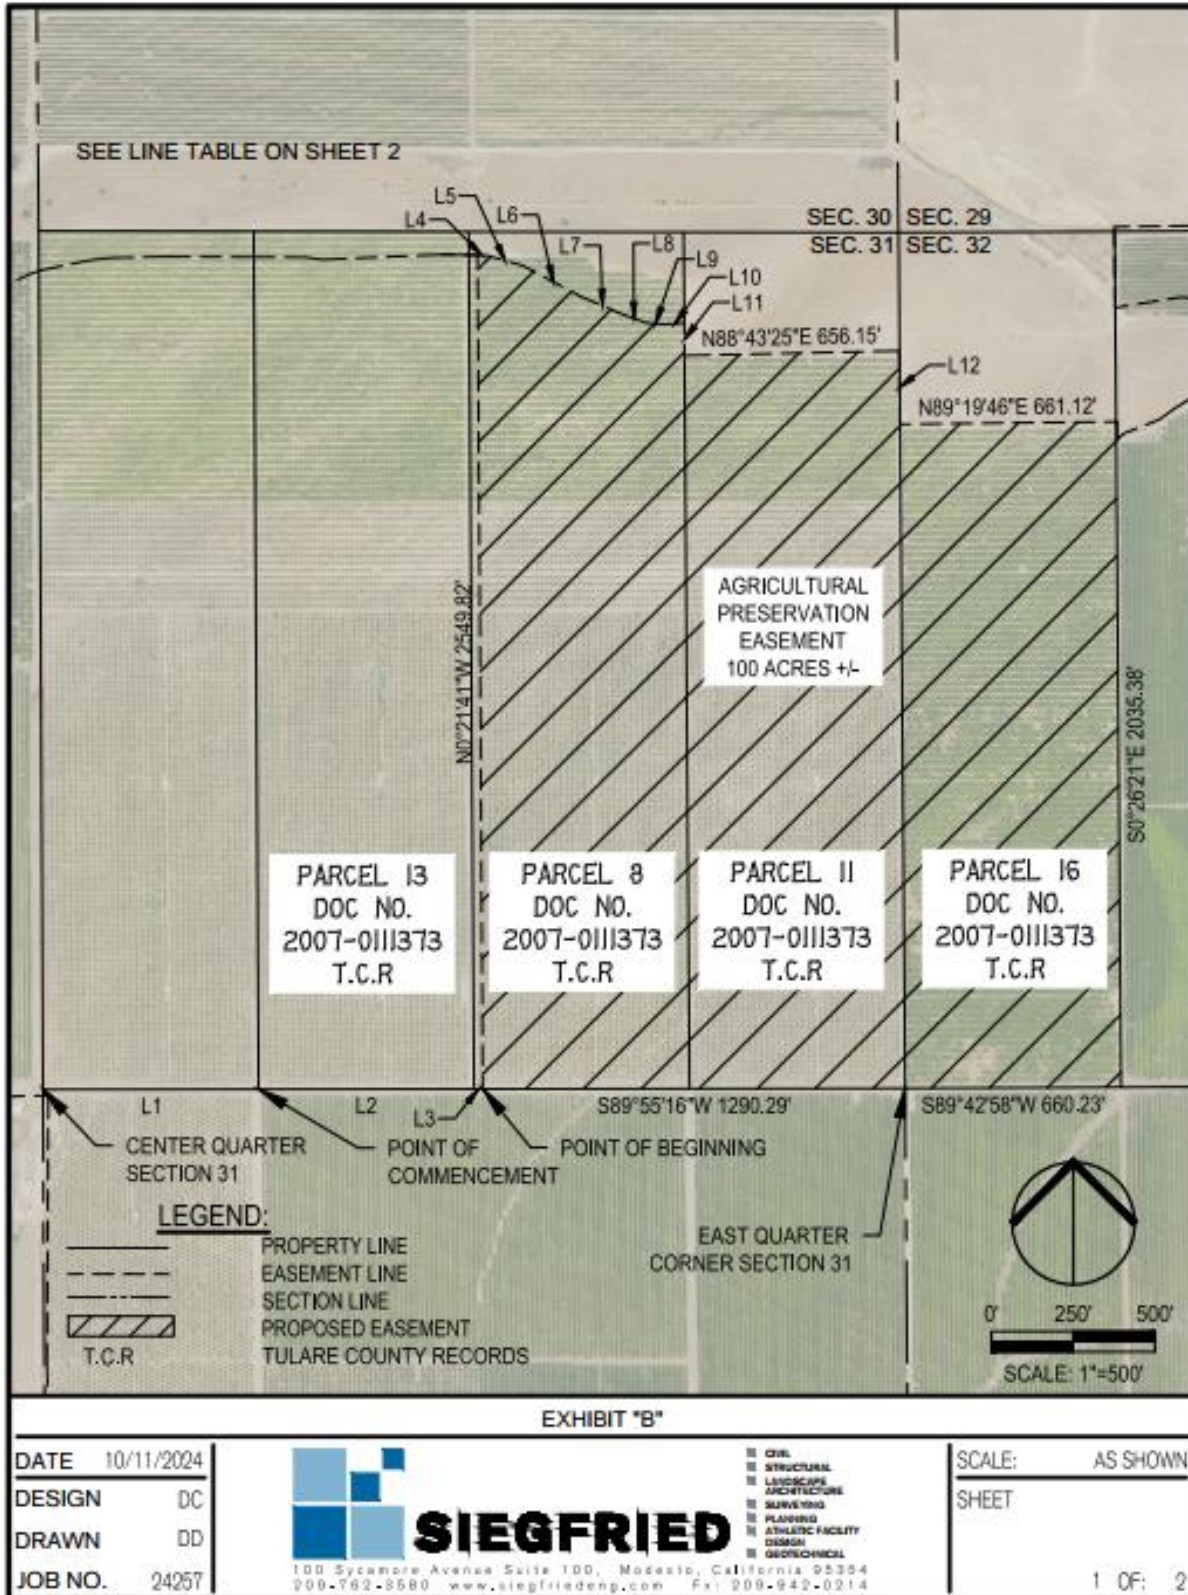 SEE LINE TABLE ON SHEET 2
L5
L4
L6
L7
L8
L9
L10
L11
SEC. 30 SEC. 29
SEC. 31 SEC. 32
N88°43'25"E 656.15'
L12
N89°19'46"E 661.12'
N0°21'41"W 2549.82'
AGRICULTURAL
PRESERVATION
EASEMENT
100 ACRES +/-
S0°26'21"E 2035.38'
PARCEL 13
DOC NO.
2007-0111373
T.C.R
PARCEL 8
DOC NO.
2007-0111373
T.C.R
PARCEL 11
DOC NO.
2007-0111373
T.C.R
PARCEL 16
DOC NO.
2007-0111373
T.C.R
L1
L2
L3
S89°55'16"W 1290.29'
S89°42'58"W 660.23'
CENTER QUARTER
SECTION 31
POINT OF
COMMENCEMENT
POINT OF BEGINNING
EAST QUARTER
CORNER SECTION 31
LEGEND:
PROPERTY LINE
EASEMENT LINE
SECTION LINE
PROPOSED EASEMENT
T.C.R TULARE COUNTY RECORDS
0' 250' 500'
SCALE: 1"=500'
EXHIBIT "B"
DATE 10/11/2024
DESIGN DC
DRAWN DD
JOB NO. 24257
SIEGFRIED
100 Sycamore Avenue Suite 100, Modesto, California 95354
209-762-3580 www.siegfriedeng.com Fx: 209-942-0214
CIVIL
STRUCTURAL
LANDSCAPE
ARCHITECTURE
SURVEYING
PLANNING
ATHLETIC FACILITY
DESIGN
GEOTECHNICAL
SCALE: AS SHOWN
SHEET
1 OF: 2